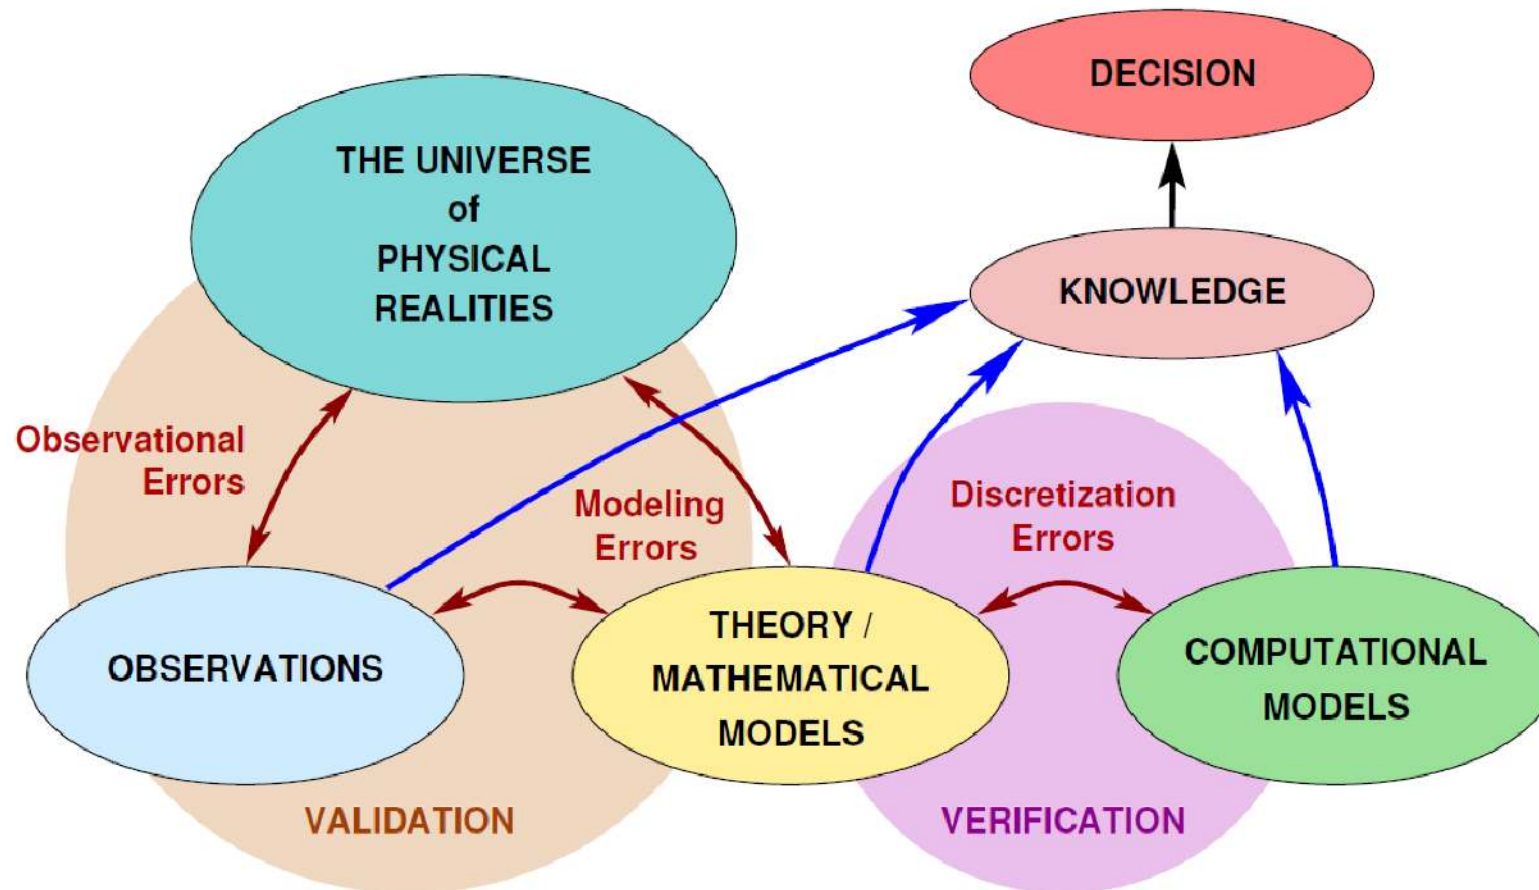 DECISION
THE UNIVERSE
of
PHYSICAL
REALITIES
KNOWLEDGE
Observational
Errors
Modeling
Errors
Discretization
Errors
OBSERVATIONS
THEORY /
MATHEMATICAL
MODELS
COMPUTATIONAL
MODELS
VALIDATION
VERIFICATION